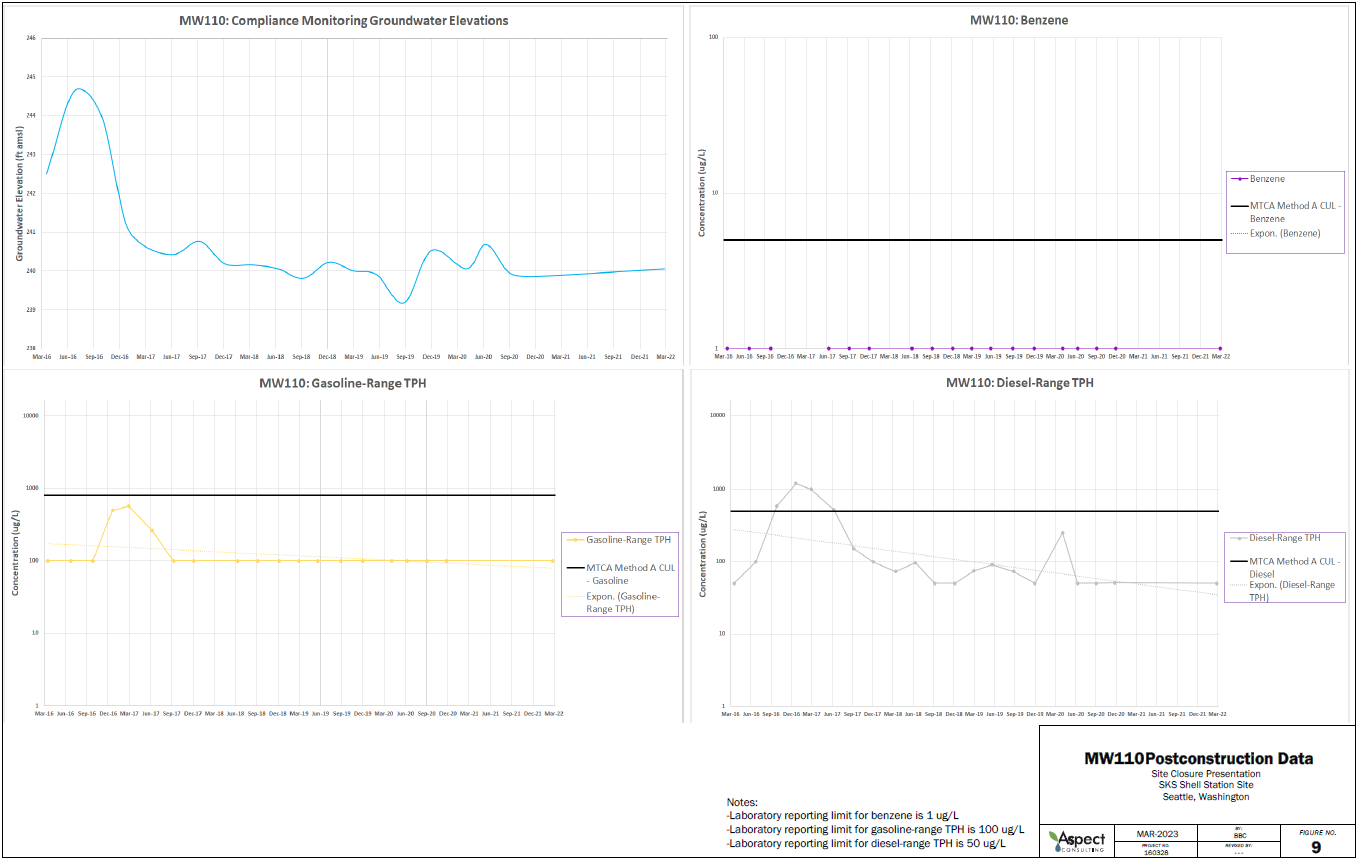 MW110: Compliance Monitoring Groundwater Elevations
Groundwater Elevation (ft amsl)
246
245
244
243
242
241
240
239
238
Mar-16 Jun-16 Sep-16 Dec-16 Mar-17 Jun-17 Sep-17 Dec-17 Mar-18 Jun-18 Sep-18 Dec-18 Mar-19 Jun-19 Sep-19 Dec-19 Mar-20 Jun-20 Sep-20 Dec-20 Mar-21 Jun-21 Sep-21 Dec-21 Mar-22
MW110: Benzene
Concentration (ug/L)
100
10
1
Mar-16 Jun-16 Sep-16 Dec-16 Mar-17 Jun-17 Sep-17 Dec-17 Mar-18 Jun-18 Sep-18 Dec-18 Mar-19 Jun-19 Sep-19 Dec-19 Mar-20 Jun-20 Sep-20 Dec-20 Mar-21 Jun-21 Sep-21 Dec-21 Mar-22
Benzene
MTCA Method A CUL -
Benzene
Expon. (Benzene)
MW110: Gasoline-Range TPH
Concentration (ug/L)
10000
1000
100
10
1
Mar-16 Jun-16 Sep-16 Dec-16 Mar-17 Jun-17 Sep-17 Dec-17 Mar-18 Jun-18 Sep-18 Dec-18 Mar-19 Jun-19 Sep-19 Dec-19 Mar-20 Jun-20 Sep-20 Dec-20 Mar-21 Jun-21 Sep-21 Dec-21 Mar-22
Gasoline-Range TPH
MTCA Method A CUL
- Gasoline
Expon. (Gasoline-
Range TPH)
MW110: Diesel-Range TPH
Concentration (ug/L)
10000
1000
100
10
1
Mar-16 Jun-16 Sep-16 Dec-16 Mar-17 Jun-17 Sep-17 Dec-17 Mar-18 Jun-18 Sep-18 Dec-18 Mar-19 Jun-19 Sep-19 Dec-19 Mar-20 Jun-20 Sep-20 Dec-20 Mar-21 Jun-21 Sep-21 Dec-21 Mar-22
Diesel-Range TPH
MTCA Method A CUL -
Diesel
Expon. (Diesel-Range
TPH)
Notes:
-Laboratory reporting limit for benzene is 1 ug/L
-Laboratory reporting limit for gasoline-range TPH is 100 ug/L
-Laboratory reporting limit for diesel-range TPH is 50 ug/L
MW110 Postconstruction Data
Site Closure Presentation
SKS Shell Station Site
Seattle, Washington
Aspect
CONSULTING
MAR-2023
PROJECT NO.
160328
BY:
BBC
REVISED BY:
---
FIGURE NO.
9